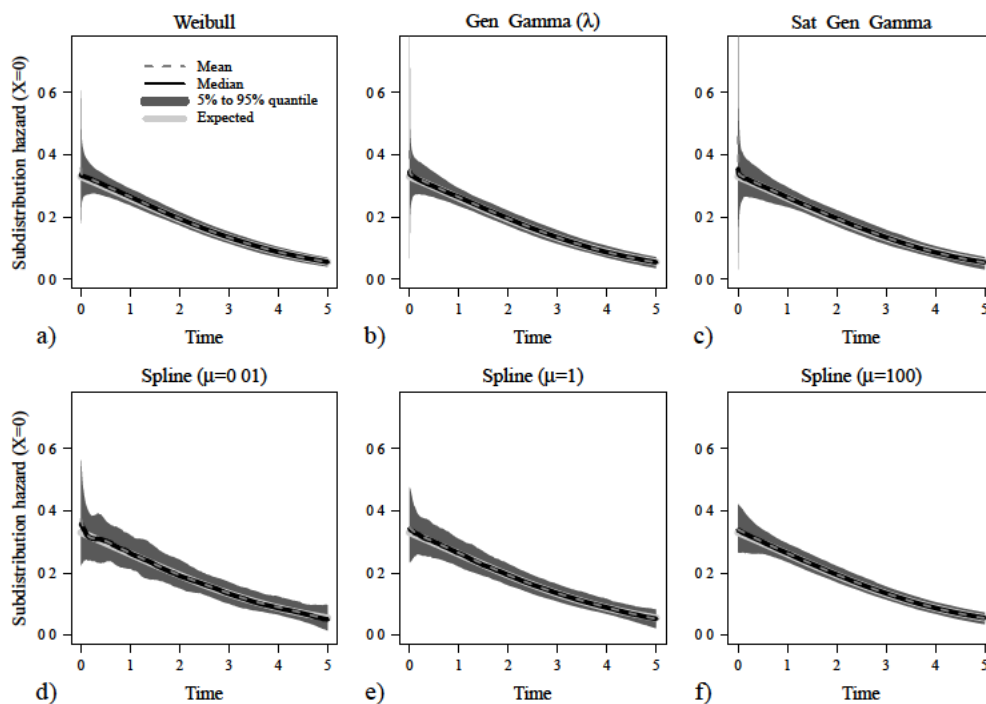 Weibull
Gen Gamma (λ)
Sat Gen Gamma
Subdistribution hazard (X=0)
0 6
0 4
0 2
0 0
Mean
Median
5% to 95% quantile
Expected
0 1 2 3 4 5
Time
a)
0 6
0 4
0 2
0 0
0 1 2 3 4 5
Time
b)
0 6
0 4
0 2
0 0
0 1 2 3 4 5
Time
c)
Spline (μ=0 01)
Spline (μ=1)
Spline (μ=100)
Subdistribution hazard (X=0)
0 6
0 4
0 2
0 0
0 1 2 3 4 5
Time
d)
0 6
0 4
0 2
0 0
0 1 2 3 4 5
Time
e)
0 6
0 4
0 2
0 0
0 1 2 3 4 5
Time
f)